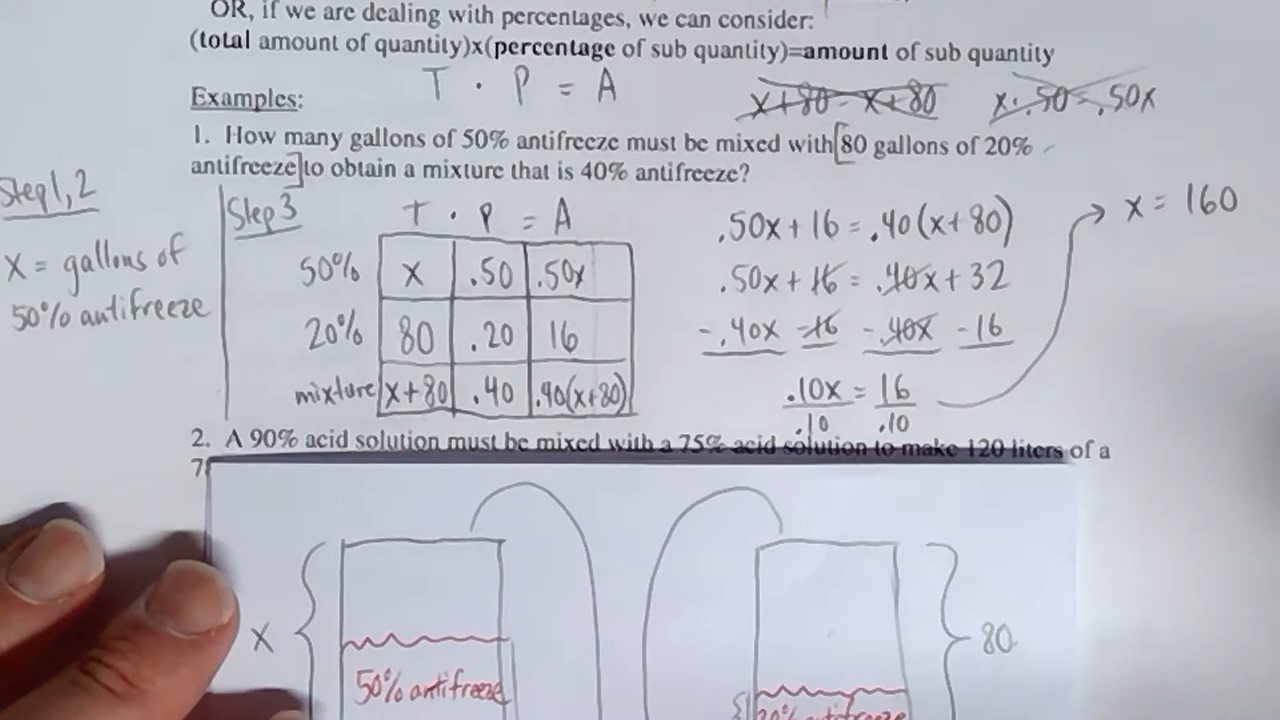 OR, if we are dealing with percentages, we can consider:
(total amount of quantity)x(percentage of sub quantity)=amount of sub quantity
T · P = A
Examples:
x+80 = x+80
x·.50=.50x
1. How many gallons of 50% antifreeze must be mixed with [80 gallons of 20%
antifreeze] to obtain a mixture that is 40% antifreeze?
Step 1,2
x = gallons of
50% antifreeze
Step 3
T · P = A
50% x .50 .50x
20% 80 .20 16
mixture x+80 .40 .40(x+80)
.50x + 16 = .40(x+80)
.50x + 16 = .40x + 32
-.40x -16 -.40x -16
.10x = 16
.10 .10
x = 160
2. A 90% acid solution must be mixed with a 75% acid solution to make 120 liters of a
7
x
50% antifreeze
80
20% antifreeze